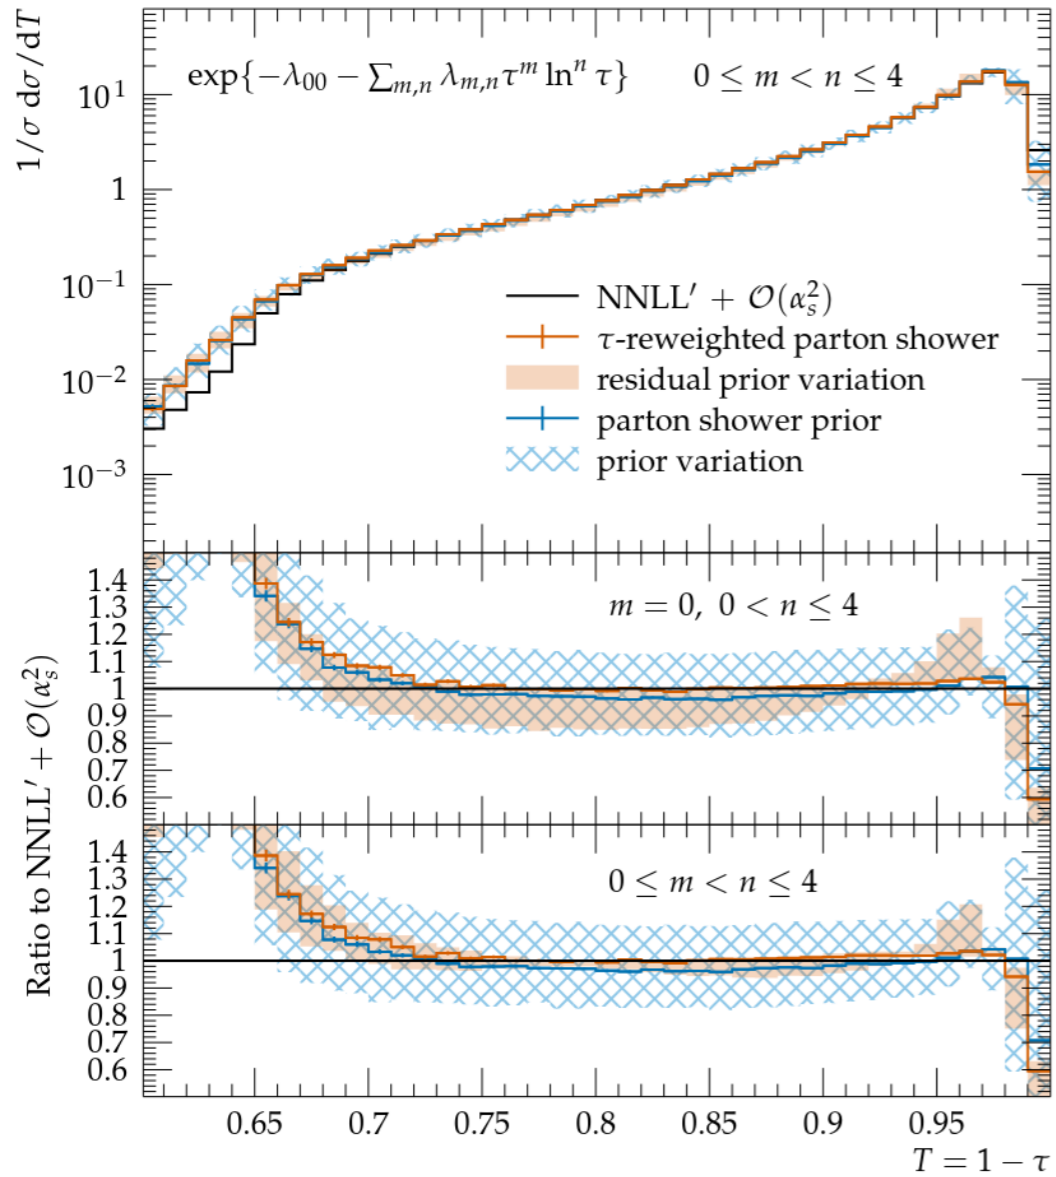 1/σ dσ/dT
exp{−λ₀₀ − ∑ₘ,ₙ λₘ,ₙτᵐ lnⁿ τ} 0 ≤ m < n ≤ 4
10¹
1
10⁻¹
10⁻²
10⁻³
NNLL′ + 𝒪(αₛ²)
τ-reweighted parton shower
residual prior variation
parton shower prior
prior variation
Ratio to NNLL′ + 𝒪(αₛ²)
m = 0, 0 < n ≤ 4
1.4
1.3
1.2
1.1
1
0.9
0.8
0.7
0.6
0 ≤ m < n ≤ 4
1.4
1.3
1.2
1.1
1
0.9
0.8
0.7
0.6
0.65 0.7 0.75 0.8 0.85 0.9 0.95
T = 1 − τ